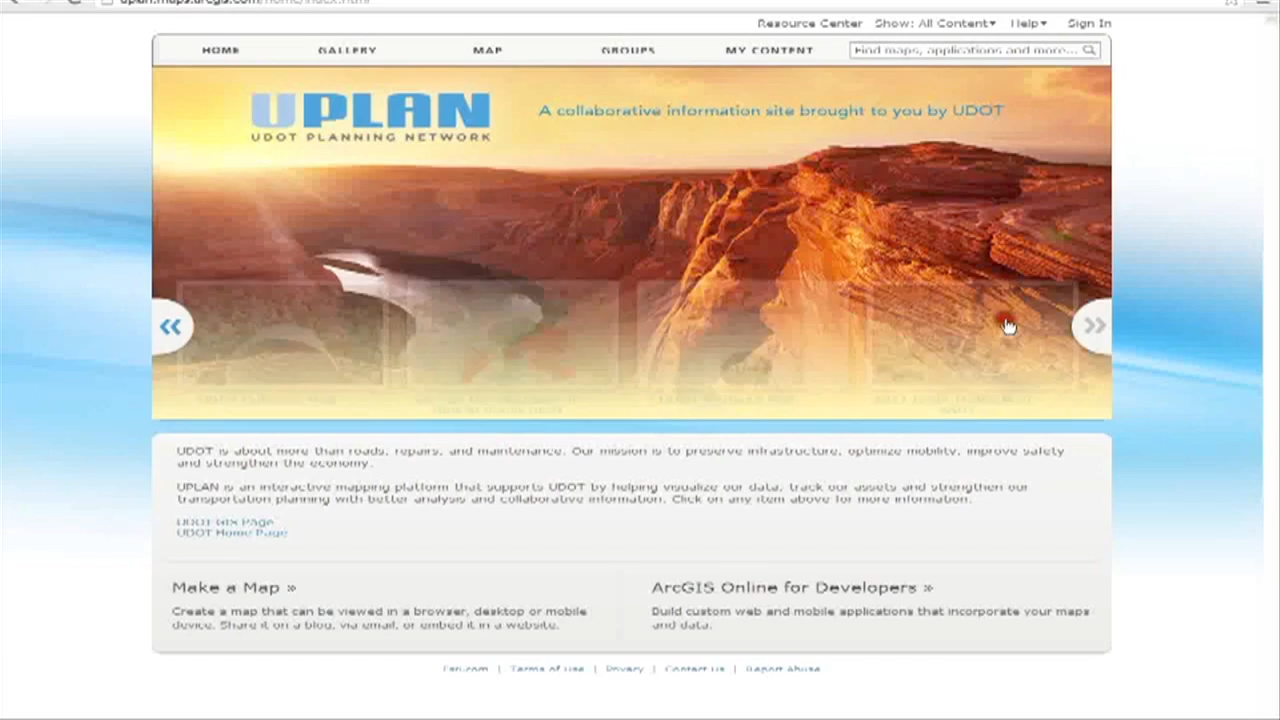 uplan.maps.arcgis.com/home/index.html
Resource Center Show: All Content Help Sign In
HOME GALLERY MAP GROUPS MY CONTENT Find maps, applications and more...
UPLAN
UDOT PLANNING NETWORK
A collaborative information site brought to you by UDOT
UDOT is about more than roads, repairs, and maintenance. Our mission is to preserve infrastructure, optimize mobility, improve safety
and strengthen the economy.
UPLAN is an interactive mapping platform that supports UDOT by helping visualize our data, track our assets and strengthen our
transportation planning with better analysis and collaborative information. Click on any item above for more information.
UDOT GIS Page
UDOT Home Page
Make a Map »
Create a map that can be viewed in a browser, desktop or mobile
device. Share it on a blog, via email, or embed it in a website.
ArcGIS Online for Developers »
Build custom web and mobile applications that incorporate your maps
and data.
Esri.com | Terms of Use | Privacy | Contact Us | Report Abuse